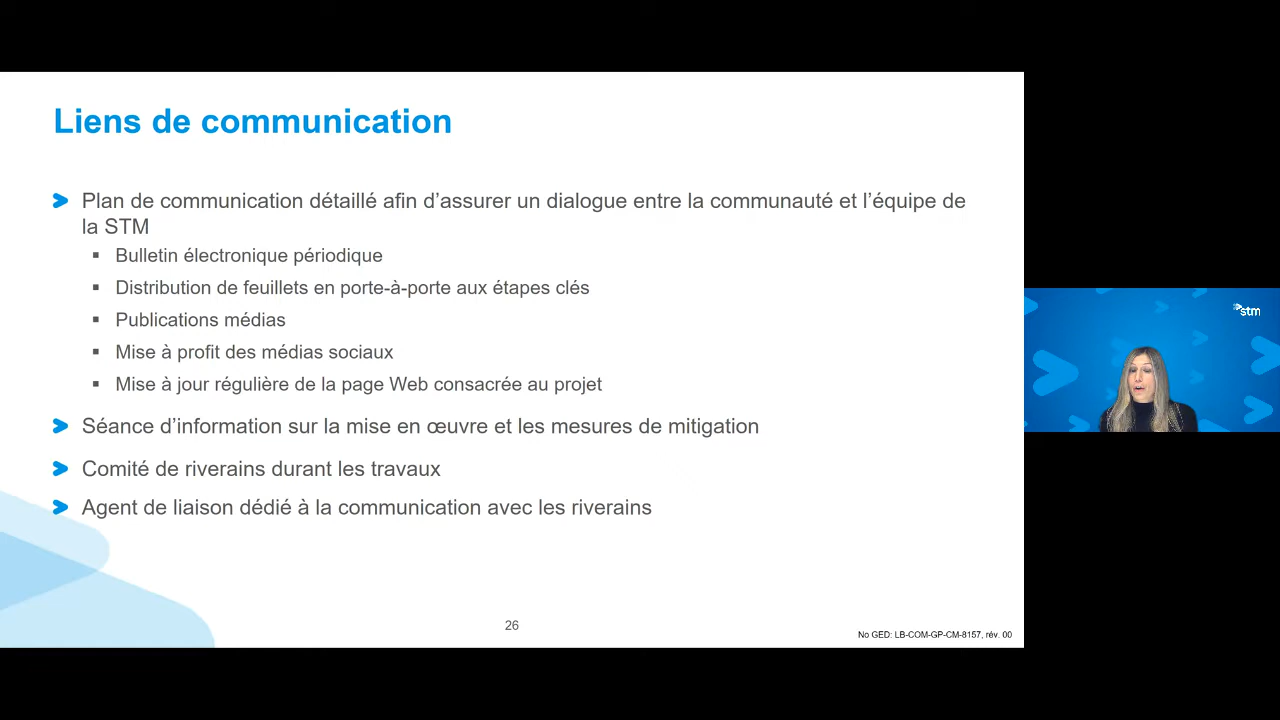 Liens de communication
Plan de communication détaillé afin d’assurer un dialogue entre la communauté et l’équipe de
la STM
Bulletin électronique périodique
Distribution de feuillets en porte-à-porte aux étapes clés
Publications médias
Mise à profit des médias sociaux
Mise à jour régulière de la page Web consacrée au projet
Séance d’information sur la mise en œuvre et les mesures de mitigation
Comité de riverains durant les travaux
Agent de liaison dédié à la communication avec les riverains
26
No GED: LB-COM-GP-CM-8157, rév. 00
stm